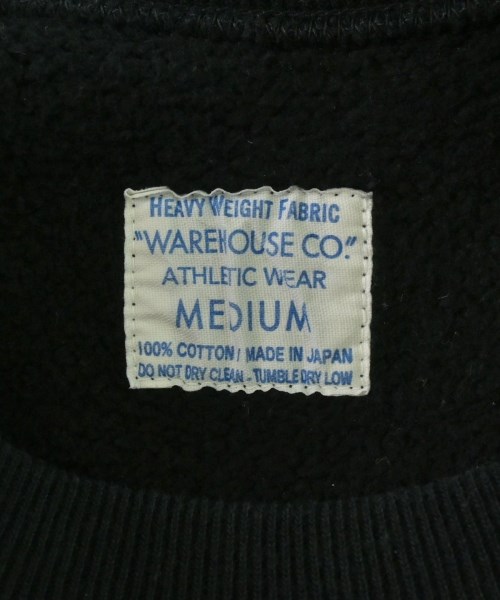 HEAVY WEIGHT FABRIC
"WAREHOUSE CO."
ATHLETIC WEAR
MEDIUM
100% COTTON / MADE IN JAPAN
DO NOT DRY CLEAN - TUMBLE DRY LOW